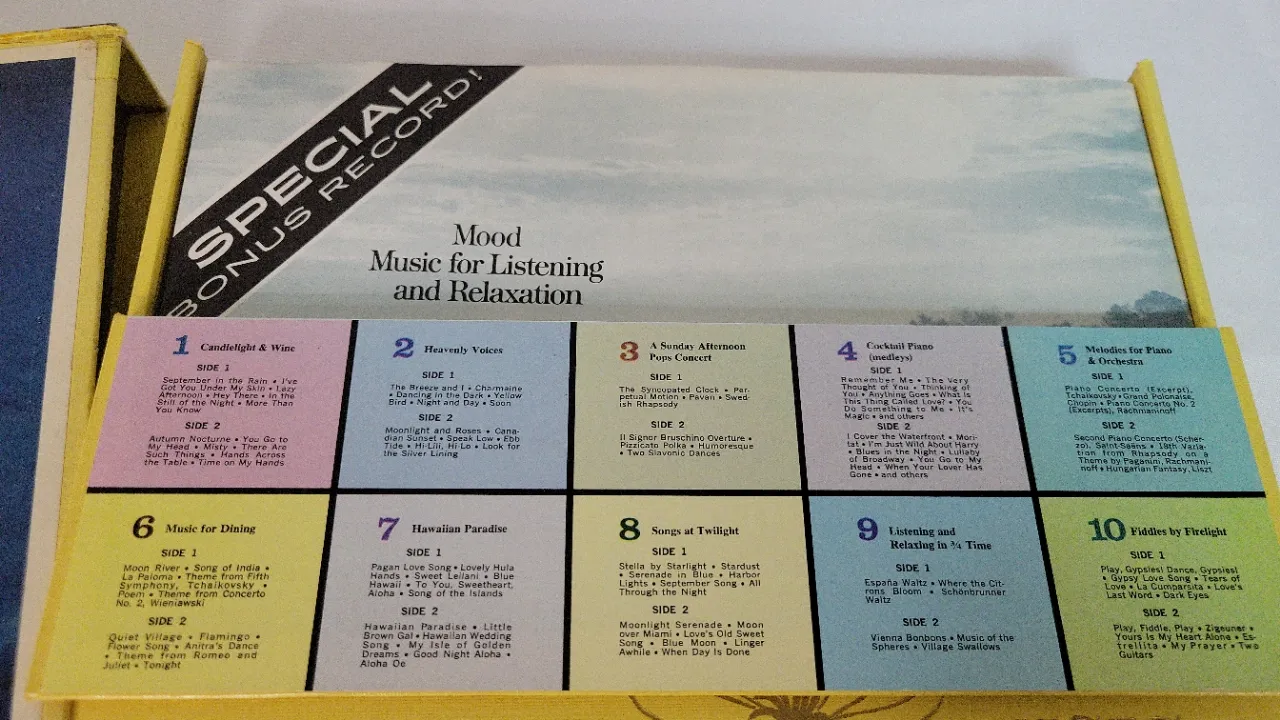 SPECIAL
BONUS RECORD!
Mood
Music for Listening
and Relaxation
1 Candlelight & Wine
SIDE 1
September in the Rain • I've
Got You Under My Skin • Lazy
Afternoon • Hey There • In the
Still of the Night • More Than
You Know
SIDE 2
Autumn Nocturne • You Go to
My Head • Misty • There Are
Such Things • Hands Across
the Table • Time on My Hands
2 Heavenly Voices
SIDE 1
The Breeze and I • Charmaine
• Dancing in the Dark • Yellow
Bird • Night and Day • Soon
SIDE 2
Moonlight and Roses • Cana-
dian Sunset • Speak Low • Ebb
Tide • Hi-Lili, Hi Lo • Look for
the Silver Lining
3 A Sunday Afternoon
Pops Concert
SIDE 1
The Syncupated Clock • Per-
petual Motion • Pavan • Swed-
ish Rhapsody
SIDE 2
Il Signor Bruschino Overture •
Pizzicato Polka • Humoresque
• Two Slavonic Dances
4 Cocktail Piano
(medleys)
SIDE 1
Remember Me • The Very
Thought of You • Thinking of
You • Anything Goes • What Is
This Thing Called Love? • You
Do Something to Me • It's
Magic • and others
SIDE 2
I Cover the Waterfront • Mori-
tat • I'm Just Wild About Harry
• Blues in the Night • Lullaby
of Broadway • You Go to My
Head • When Your Lover Has
Gone • and others
5 Melodies for Piano
& Orchestra
SIDE 1
Piano Concerto (Excerpt),
Tchaikovsky • Grand Polonaise,
Chopin • Piano Concerto No. 2
(Excerpts), Rachmaninoff
SIDE 2
Second Piano Concerto (Scher-
zo), Saint-Saëns • 18th Varia-
tion from Rhapsody on a
Theme by Paganini, Rachmani-
noff • Hungarian Fantasy, Liszt
6 Music for Dining
SIDE 1
Moon River • Song of India •
La Paloma • Theme from Fifth
Symphony, Tchaikovsky •
Poem • Theme from Concerto
No. 2, Wieniawski
SIDE 2
Quiet Village • Flamingo •
Flower Song • Anitra's Dance
• Theme from Romeo and
Juliet • Tonight
7 Hawaiian Paradise
SIDE 1
Pagan Love Song • Lovely Hula
Hands • Sweet Leilani • Blue
Hawaii • To You, Sweetheart,
Aloha • Song of the Islands
SIDE 2
Hawaiian Paradise • Little
Brown Gal • Hawaiian Wedding
Song • My Isle of Golden
Dreams • Good Night Aloha •
Aloha Oe
8 Songs at Twilight
SIDE 1
Stella by Starlight • Stardust
• Serenade in Blue • Harbor
Lights • September Song • All
Through the Night
SIDE 2
Moonlight Serenade • Moon
over Miami • Love's Old Sweet
Song • Blue Moon • Linger
Awhile • When Day Is Done
9 Listening and
Relaxing in ¾ Time
SIDE 1
España Waltz • Where the Cit-
rons Bloom • Schönbrunner
Waltz
SIDE 2
Vienna Bonbons • Music of the
Spheres • Village Swallows
10 Fiddles by Firelight
SIDE 1
Play, Gypsies! Dance, Gypsies!
• Gypsy Love Song • Tears of
Love • La Cumparsita • Love's
Last Word • Dark Eyes
SIDE 2
Play, Fiddle, Play • Zigeuner •
Yours Is My Heart Alone • Es-
trellita • My Prayer • Two
Guitars